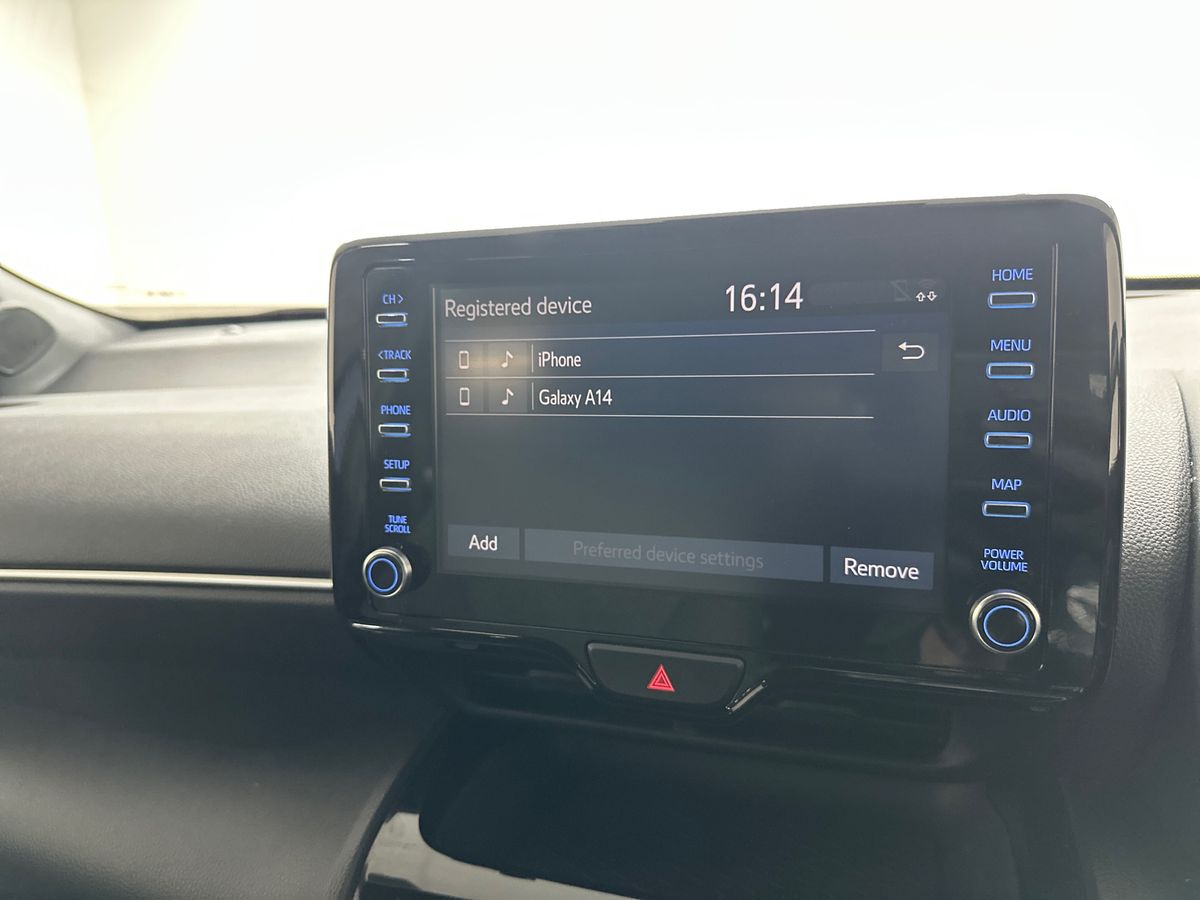 CH >
< TRACK
PHONE
SETUP
TUNE
SCROLL
Registered device
16:14
iPhone
Galaxy A14
Add
Preferred device settings
Remove
HOME
MENU
AUDIO
MAP
POWER
VOLUME